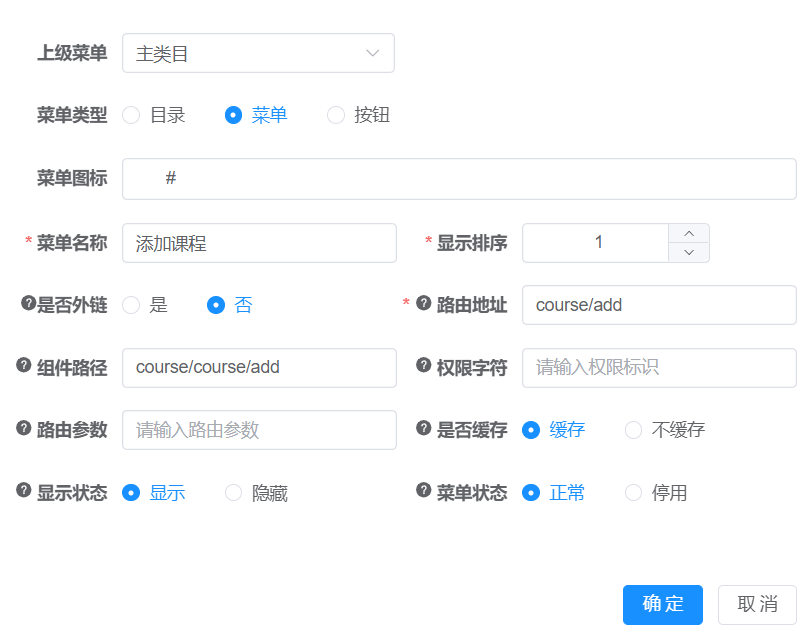 上级菜单 主类目
菜单类型 目录 菜单 按钮
菜单图标 #
* 菜单名称 添加课程 * 显示排序 1
?是否外链 是 否 * ? 路由地址 course/add
? 组件路径 course/course/add ? 权限字符 请输入权限标识
? 路由参数 请输入路由参数 ? 是否缓存 缓存 不缓存
? 显示状态 显示 隐藏 ? 菜单状态 正常 停用
确定 取消